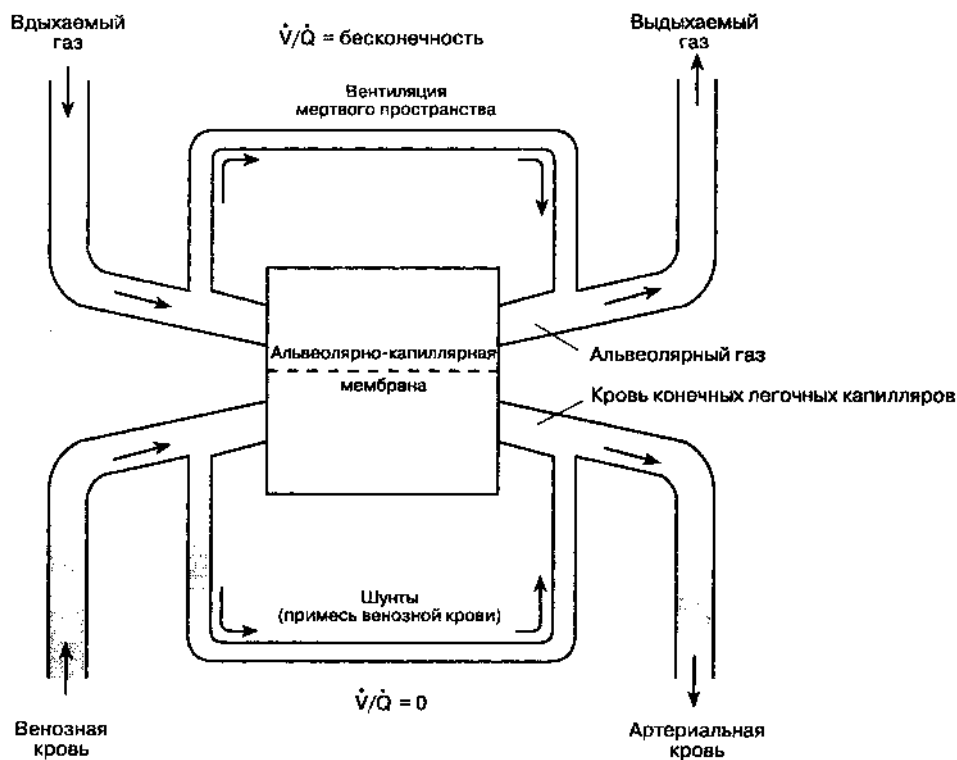 Вдыхаемый
газ
V̇/Q̇ = бесконечность
Выдыхаемый
газ
Вентиляция
мертвого пространства
Альвеолярно-капиллярная
мембрана
Альвеолярный газ
Кровь конечных легочных капилляров
Шунты
(примесь венозной крови)
V̇/Q̇ = 0
Венозная
кровь
Артериальная
кровь